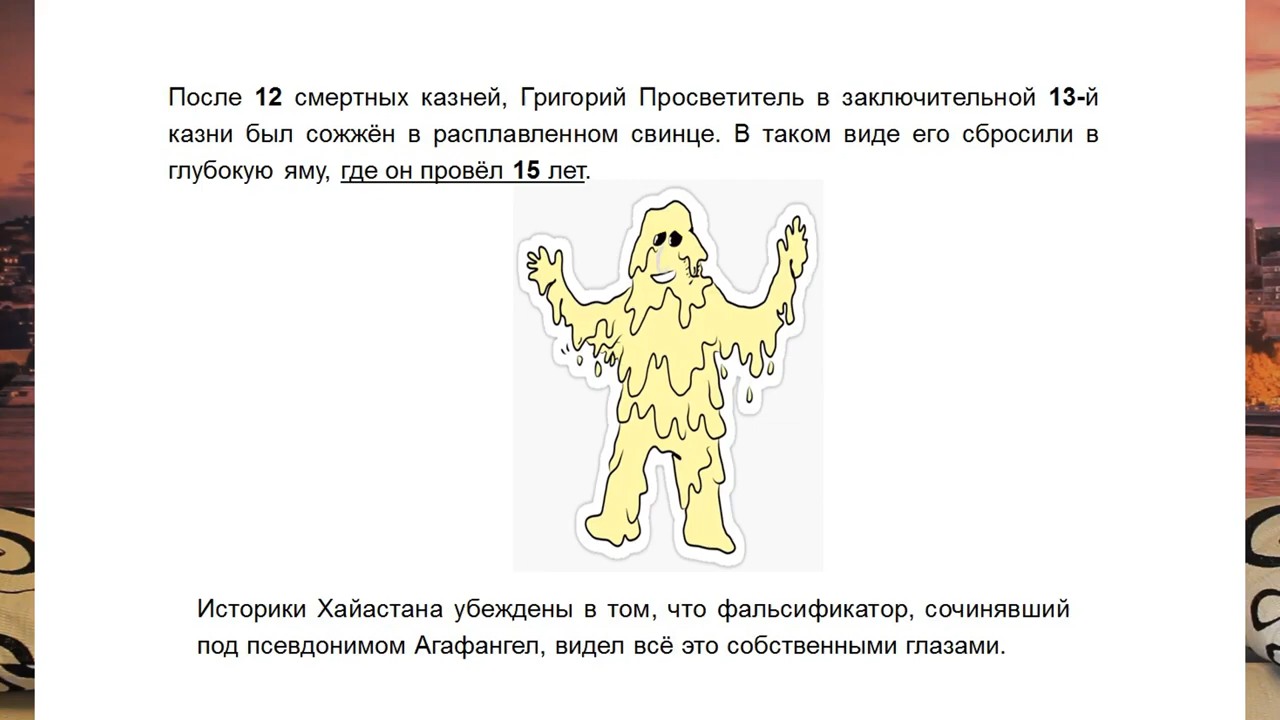 После 12 смертных казней, Григорий Просветитель в заключительной 13-й
казни был сожжён в расплавленном свинце. В таком виде его сбросили в
глубокую яму, где он провёл 15 лет.
Историки Хайастана убеждены в том, что фальсификатор, сочинявший
под псевдонимом Агафангел, видел всё это собственными глазами.